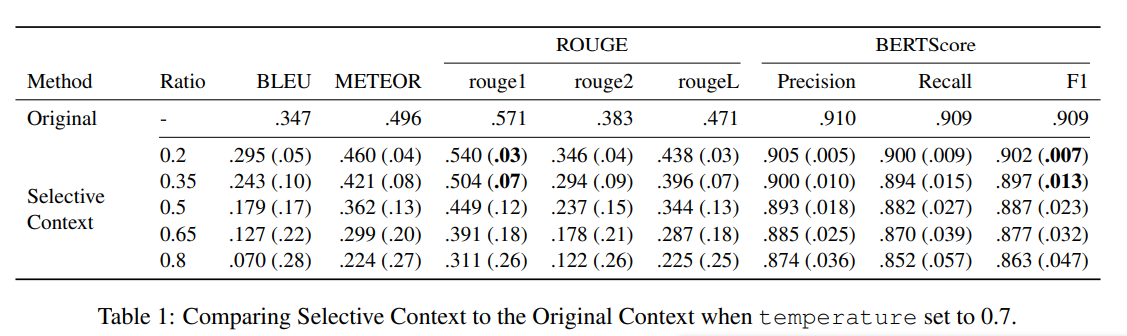 ROUGE BERTScore
Method Ratio BLEU METEOR rouge1 rouge2 rougeL Precision Recall F1
Original - .347 .496 .571 .383 .471 .910 .909 .909
0.2 .295 (.05) .460 (.04) .540 (.03) .346 (.04) .438 (.03) .905 (.005) .900 (.009) .902 (.007)
0.35 .243 (.10) .421 (.08) .504 (.07) .294 (.09) .396 (.07) .900 (.010) .894 (.015) .897 (.013)
Selective
Context
0.5 .179 (.17) .362 (.13) .449 (.12) .237 (.15) .344 (.13) .893 (.018) .882 (.027) .887 (.023)
0.65 .127 (.22) .299 (.20) .391 (.18) .178 (.21) .287 (.18) .885 (.025) .870 (.039) .877 (.032)
0.8 .070 (.28) .224 (.27) .311 (.26) .122 (.26) .225 (.25) .874 (.036) .852 (.057) .863 (.047)
Table 1: Comparing Selective Context to the Original Context when temperature set to 0.7.